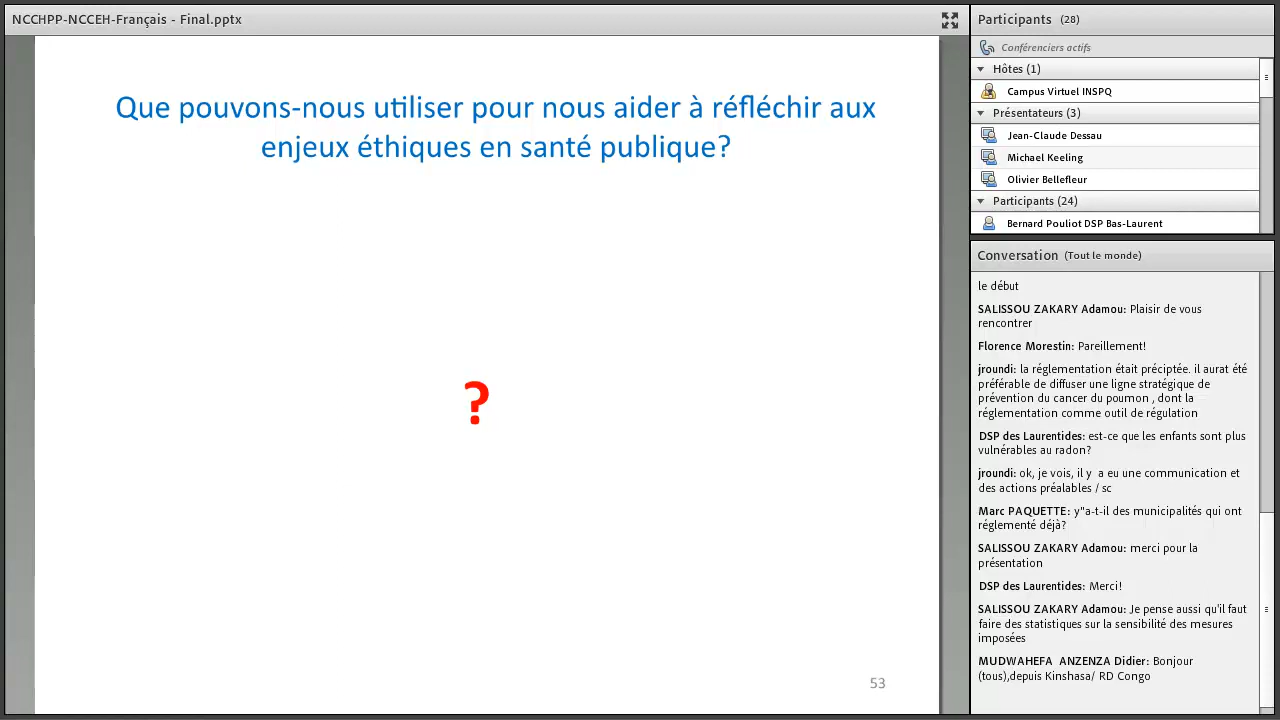 NCCHPP-NCCEH-Français - Final.pptx
Que pouvons-nous utiliser pour nous aider à réfléchir aux
enjeux éthiques en santé publique?
?
53
Participants (28)
Conférenciers actifs
Hôtes (1)
Campus Virtuel INSPQ
Présentateurs (3)
Jean-Claude Dessau
Michael Keeling
Olivier Bellefleur
Participants (24)
Bernard Pouliot DSP Bas-Laurent
Conversation (Tout le monde)
le début
SALISSOU ZAKARY Adamou: Plaisir de vous
rencontrer
Florence Morestin: Pareillement!
jroundi: la réglementation était préciptée. il aurat été
préférable de diffuser une ligne stratégique de
prévention du cancer du poumon , dont la
réglementation comme outil de régulation
DSP des Laurentides: est-ce que les enfants sont plus
vulnérables au radon?
jroundi: ok, je vois, il y a eu une communication et
des actions préalables / sc
Marc PAQUETTE: y"a-t-il des municipalités qui ont
réglementé déjà?
SALISSOU ZAKARY Adamou: merci pour la
présentation
DSP des Laurentides: Merci!
SALISSOU ZAKARY Adamou: Je pense aussi qu'il faut
faire des statistiques sur la sensibilité des mesures
imposées
MUDWAHEFA ANZENZA Didier: Bonjour
(tous),depuis Kinshasa/ RD Congo